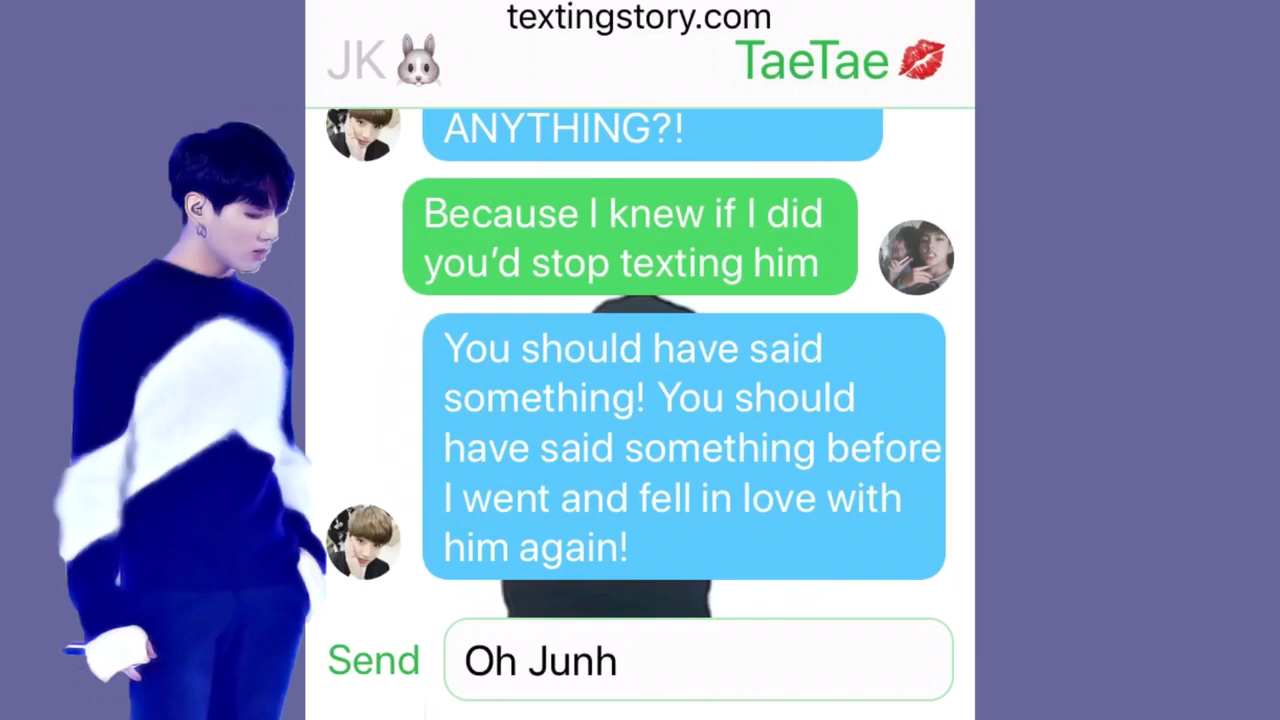 textingstory.com
JK🐰 TaeTae💋
ANYTHING?!
Because I knew if I did
you’d stop texting him
You should have said
something! You should
have said something before
I went and fell in love with
him again!
Send Oh Junh